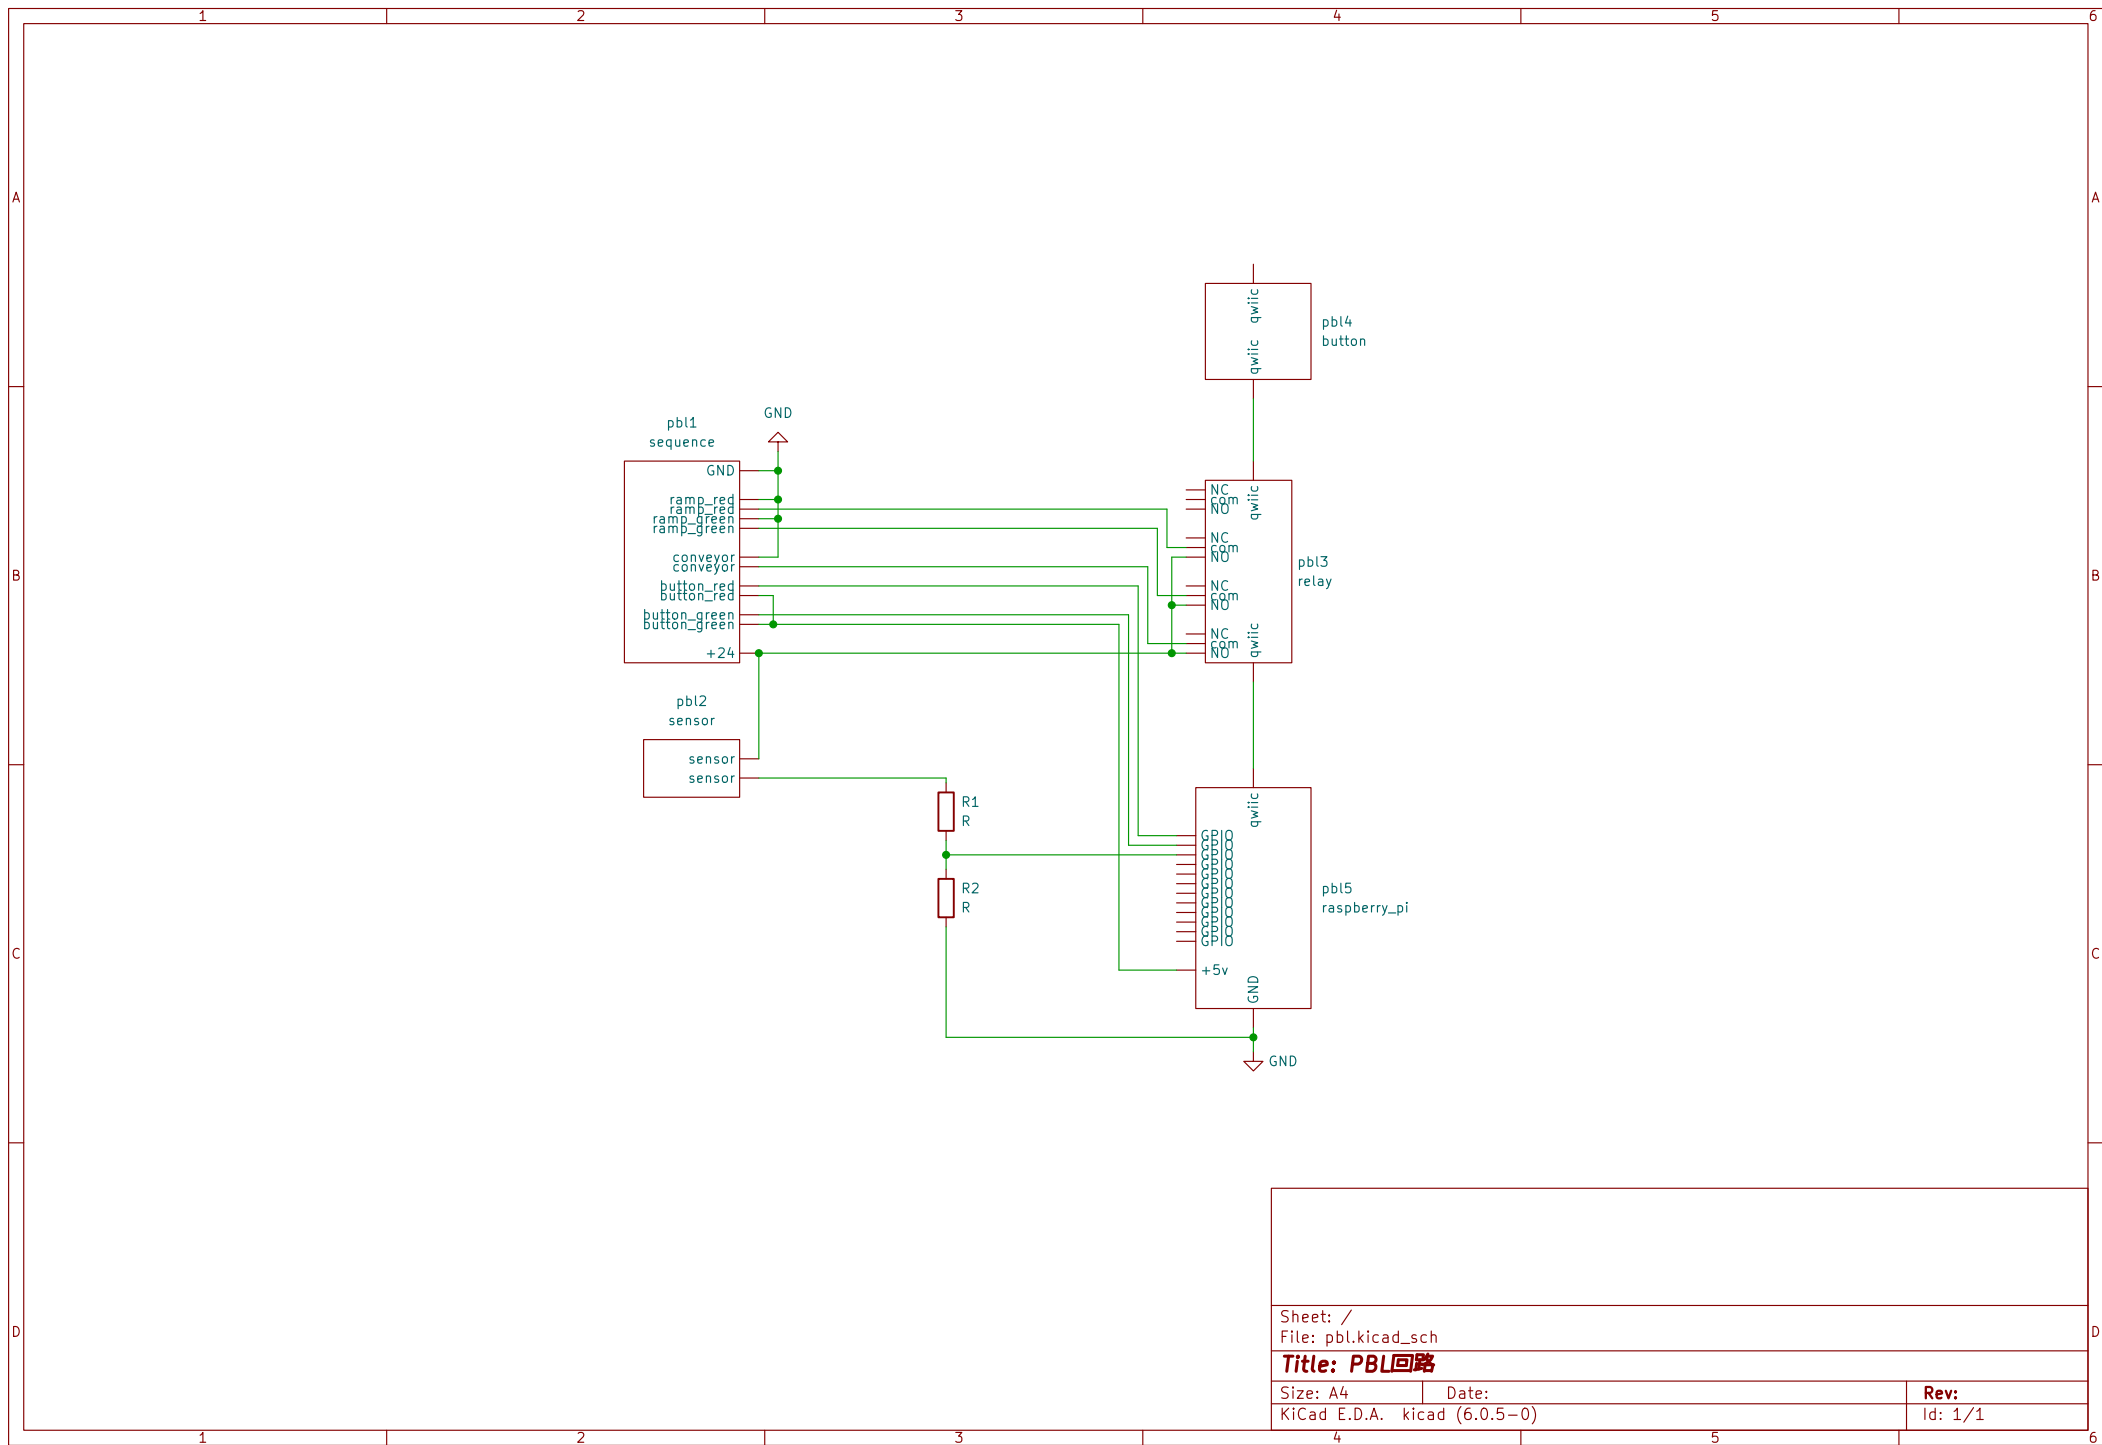 1 2 3 4 5 6
A A
qwiic
qwiic
pbl4
button
B B
GND
pbl1
sequence
GND
ramp_red
ramp_red
ramp_green
ramp_green
conveyor
conveyor
button_red
button_red
button_green
button_green
+24
qwiic
NC
com
NO
NC
com
NO
NC
com
NO
NC
com
NO
qwiic
pbl3
relay
pbl2
sensor
sensor
sensor
C C
R1
R
R2
R
qwiic
GPIO
GPIO
GPIO
GPIO
GPIO
GPIO
GPIO
GPIO
GPIO
GPIO
GPIO
GPIO
+5v
GND
pbl5
raspberry_pi
GND
D D
Sheet: /
File: pbl.kicad_sch
Title: PBL回路
Size: A4 Date: Rev:
KiCad E.D.A. kicad (6.0.5-0) Id: 1/1
1 2 3 4 5 6